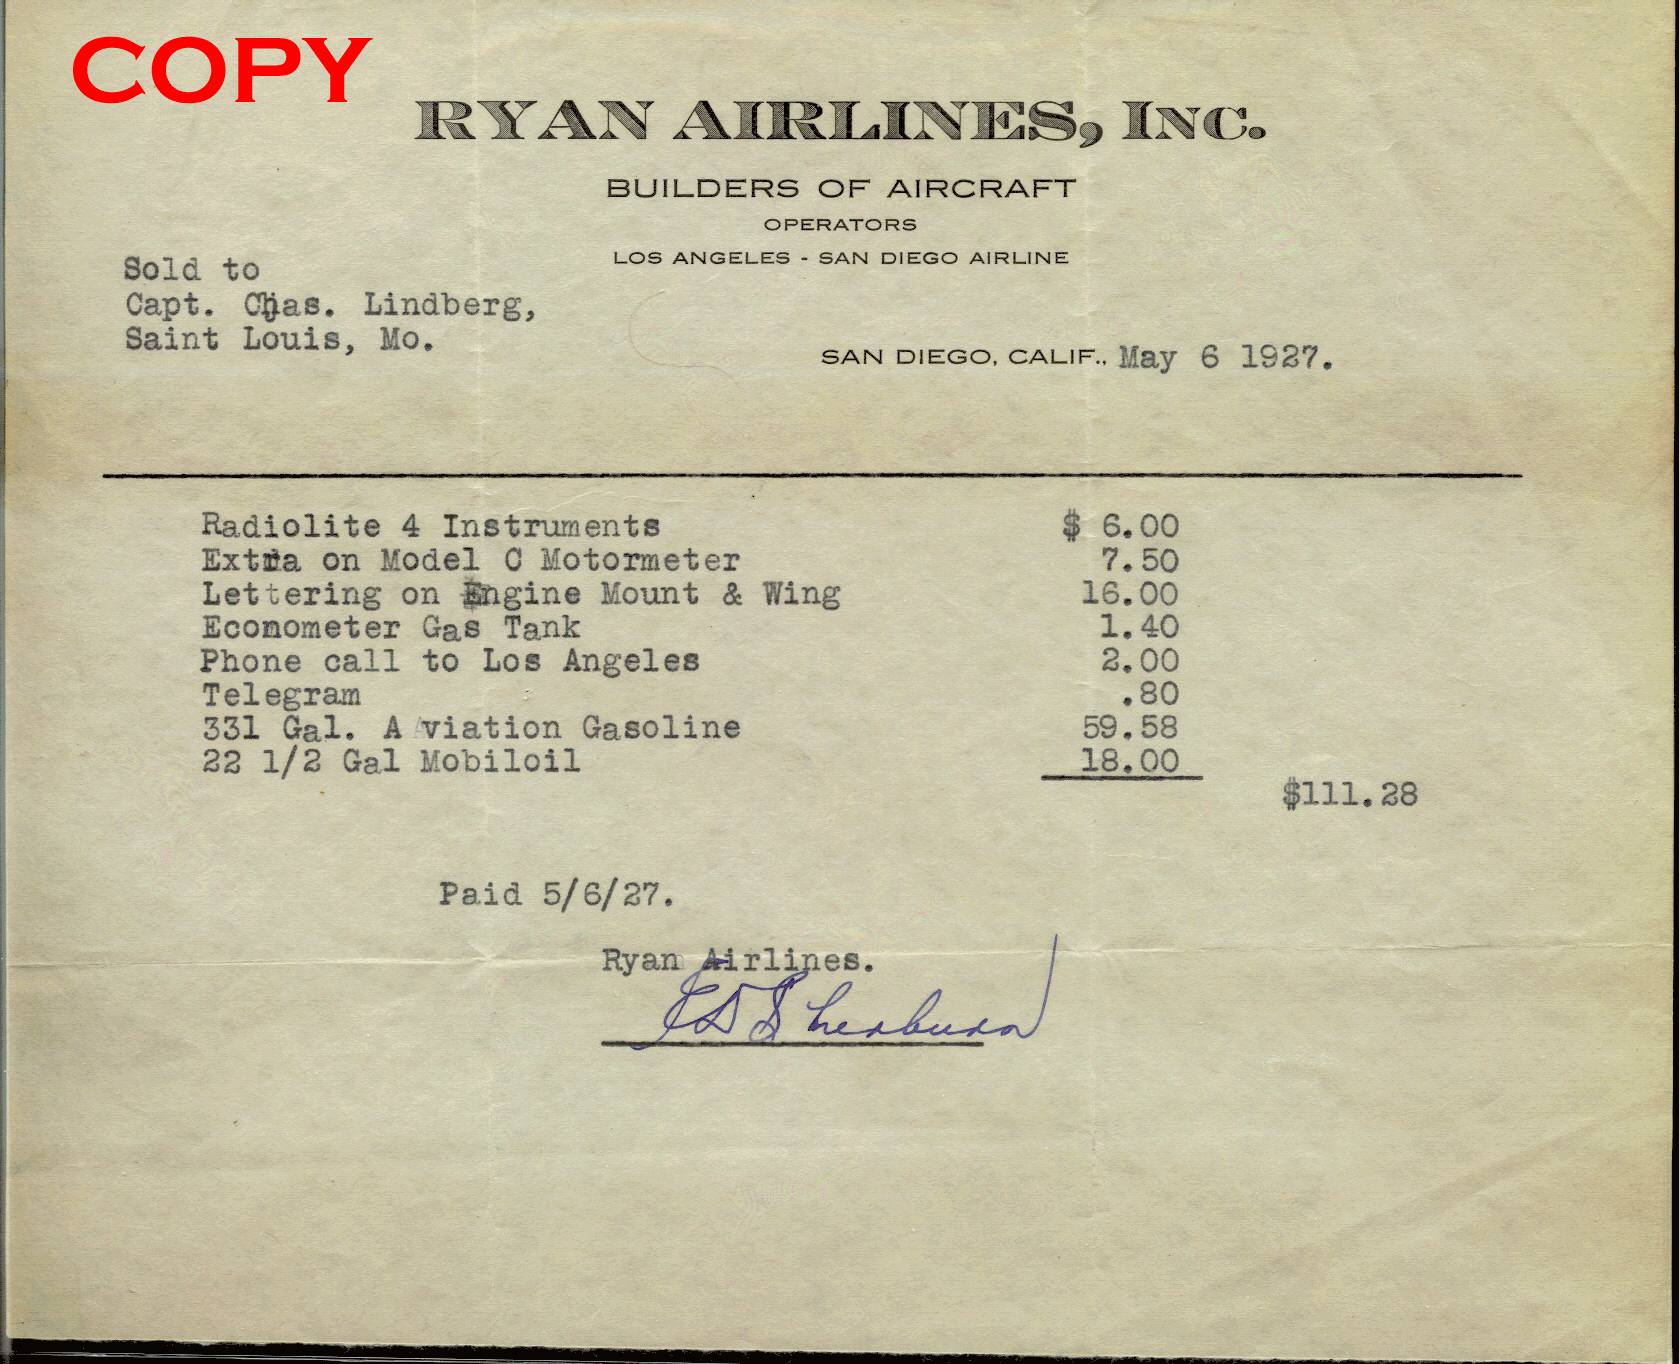 COPY
RYAN AIRLINES, INC.
BUILDERS OF AIRCRAFT
OPERATORS
LOS ANGELES - SAN DIEGO AIRLINE
Sold to
Capt. Chas. Lindberg,
Saint Louis, Mo.
SAN DIEGO, CALIF., May 6 1927.
Radiolite 4 Instruments $ 6.00
Extra on Model C Motormeter 7.50
Lettering on Engine Mount & Wing 16.00
Econometer Gas Tank 1.40
Phone call to Los Angeles 2.00
Telegram .80
331 Gal. A viation Gasoline 59.58
22 1/2 Gal Mobiloil 18.00
$111.28
Paid 5/6/27.
Ryan Airlines.
Sherburn